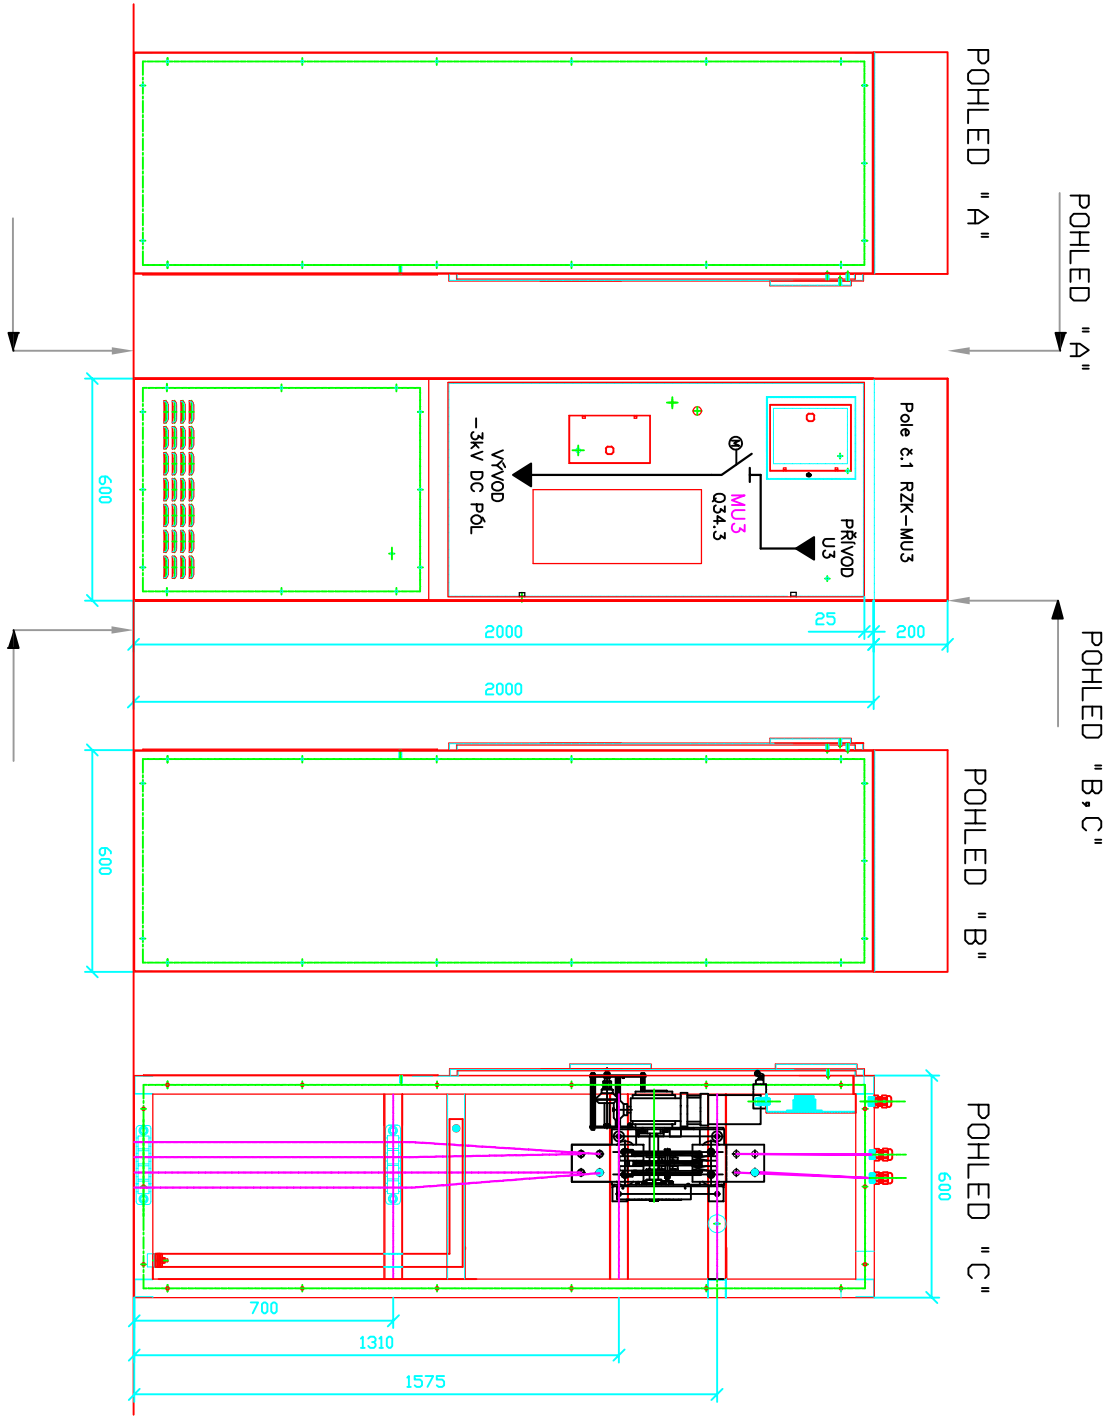 POHLED "A"
POHLED "A"
Pole č.1 RZK-MU3
PŘÍVOD
U3
MU3
Q34.3
M
VÝVOD
-3kV DC PÓL
600
25
200
2000
2000
POHLED "B,C"
POHLED "B"
600
POHLED "C"
600
700
1310
1575